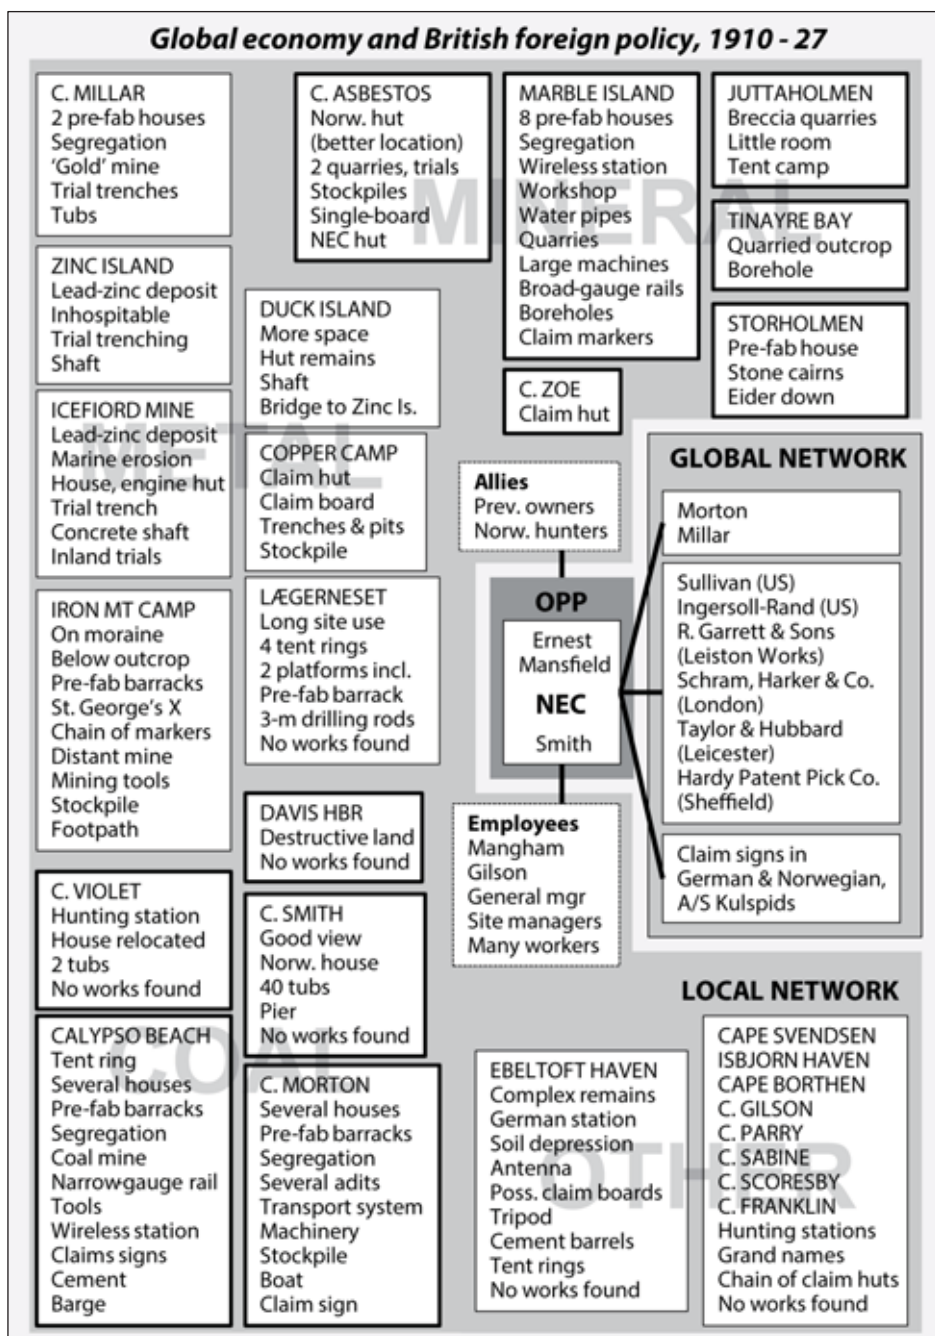 Global economy and British foreign policy, 1910 - 27
C. MILLAR
2 pre-fab houses
Segregation
‘Gold’ mine
Trial trenches
Tubs
ZINC ISLAND
Lead-zinc deposit
Inhospitable
Trial trenching
Shaft
ICEFIORD MINE
Lead-zinc deposit
Marine erosion
House, engine hut
Trial trench
Concrete shaft
Inland trials
IRON MT CAMP
On moraine
Below outcrop
Pre-fab barracks
St. George's X
Chain of markers
Distant mine
Mining tools
Stockpile
Footpath
C. VIOLET
Hunting station
House relocated
2 tubs
No works found
CALYPSO BEACH
Tent ring
Several houses
Pre-fab barracks
Segregation
Coal mine
Narrow-gauge rail
Tools
Wireless station
Claims signs
Cement
Barge
DUCK ISLAND
More space
Hut remains
Shaft
Bridge to Zinc Is.
COPPER CAMP
Claim hut
Claim board
Trenches & pits
Stockpile
LÆGERNESET
Long site use
4 tent rings
2 platforms incl.
Pre-fab barrack
3-m drilling rods
No works found
DAVIS HBR
Destructive land
No works found
C. SMITH
Good view
Norw. house
40 tubs
Pier
No works found
C. MORTON
Several houses
Pre-fab barracks
Segregation
Several adits
Transport system
Machinery
Stockpile
Boat
Claim sign
C. ASBESTOS
Norw. hut
(better location)
2 quarries, trials
Stockpiles
Single-board
NEC hut
MARBLE ISLAND
8 pre-fab houses
Segregation
Wireless station
Workshop
Water pipes
Quarries
Large machines
Broad-gauge rails
Boreholes
Claim markers
C. ZOE
Claim hut
JUTTAHOLMEN
Breccia quarries
Little room
Tent camp
TINAYRE BAY
Quarried outcrop
Borehole
STORHOLMEN
Pre-fab house
Stone cairns
Eider down
MINERAL
METAL
COAL
OTHER
Allies
Prev. owners
Norw. hunters
OPP
Ernest
Mansfield
NEC
Smith
Employees
Mangham
Gilson
General mgr
Site managers
Many workers
GLOBAL NETWORK
Morton
Millar
Sullivan (US)
Ingersoll-Rand (US)
R. Garrett & Sons
(Leiston Works)
Schram, Harker & Co.
(London)
Taylor & Hubbard
(Leicester)
Hardy Patent Pick Co.
(Sheffield)
Claim signs in
German & Norwegian,
A/S Kulspids
LOCAL NETWORK
EBELTOFT HAVEN
Complex remains
German station
Soil depression
Antenna
Poss. claim boards
Tripod
Cement barrels
Tent rings
No works found
CAPE SVENDSEN
ISBJORN HAVEN
CAPE BORTHEN
C. GILSON
C. PARRY
C. SABINE
C. SCORESBY
C. FRANKLIN
Hunting stations
Grand names
Chain of claim huts
No works found